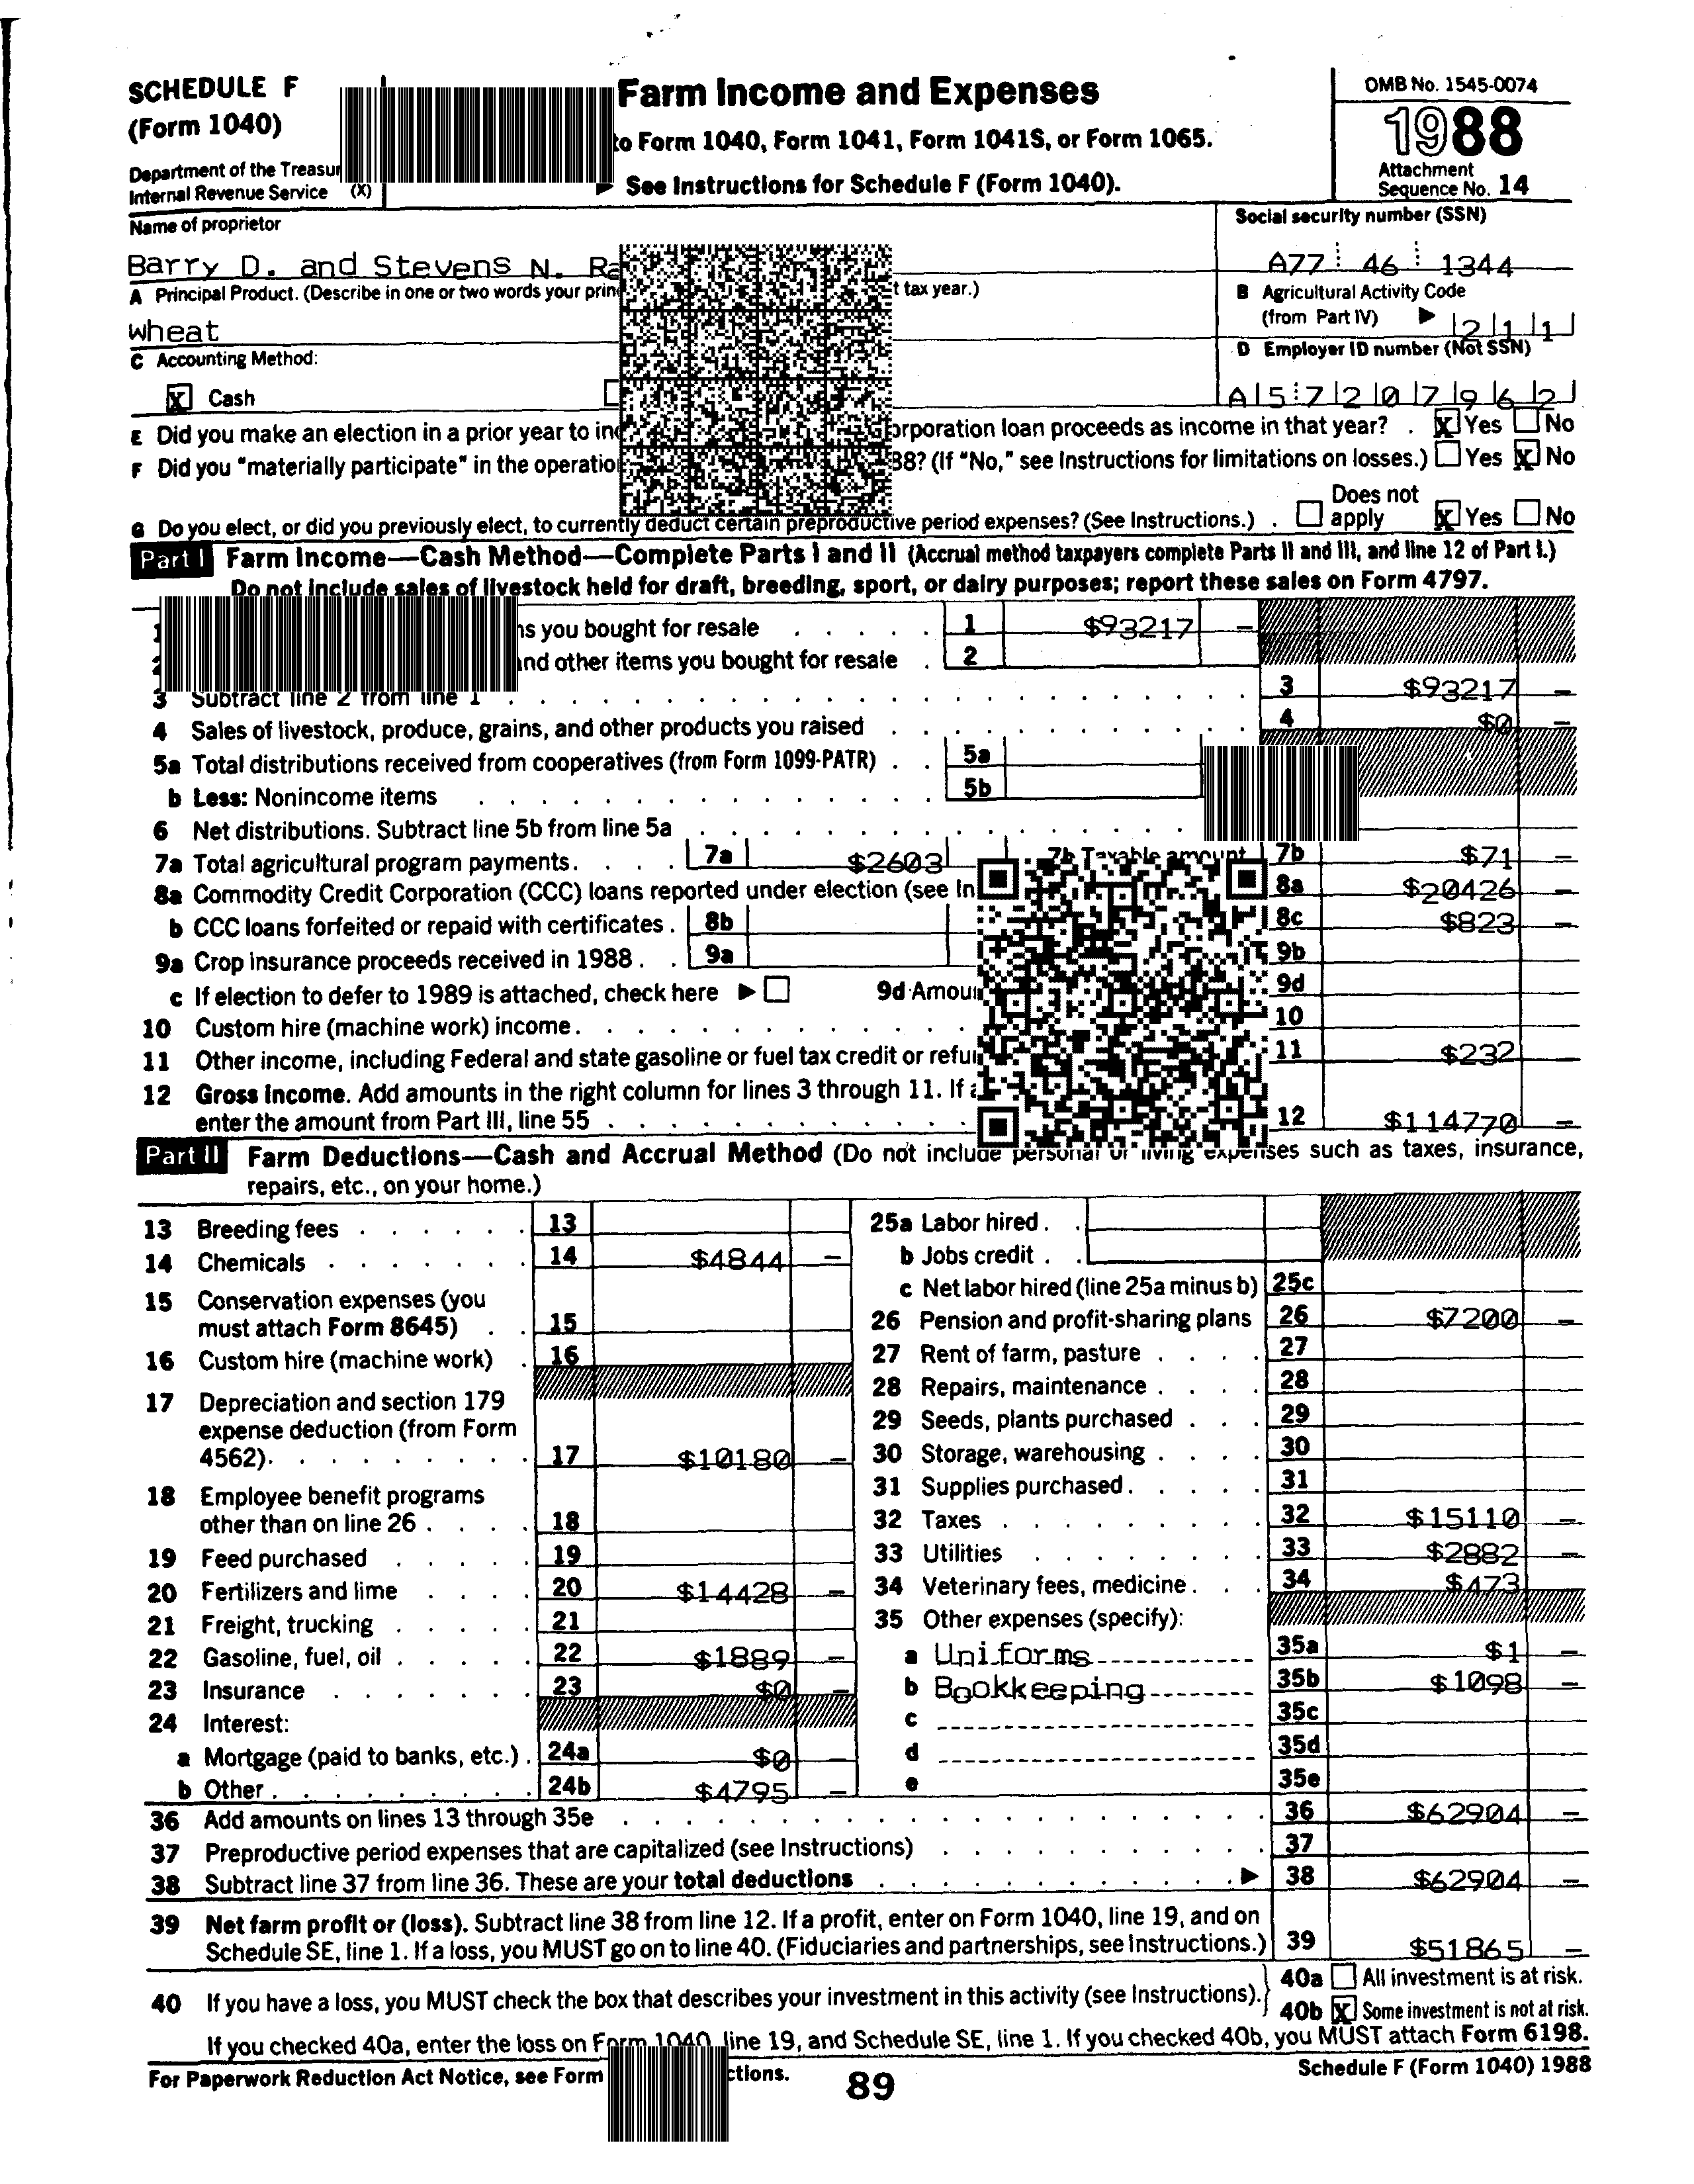 SCHEDULE F
(Form 1040)
Department of the
Internal Revenue Service (X)
Farm Income and Expenses
to Form 1040, Form 1041, Form 1041S, or Form 1065.
► See Instructions for Schedule F (Form 1040).
OMB No. 1545-0074
1988
Attachment
Sequence No. 14
Name of proprietor
Barry D. and Stevens N.
Social security number (SSN)
A77 46 1344
A Principal Product. (Describe in one or two words your tax year.)
Wheat
B Agricultural Activity Code
(from Part IV) ► 2 1 1
C Accounting Method:
X Cash
D Employer ID number (Not SSN)
A 5 7 2 0 7 9 6 2
E Did you make an election in a prior year to loan proceeds as income in that year? . X Yes No
F Did you "materially participate" in the (If "No," see Instructions for limitations on losses.) Yes X No
G Do you elect, or did you previously elect, to currently deduct certain preproductive period expenses? (See Instructions.) . Does not apply X Yes No
Part I Farm Income—Cash Method—Complete Parts I and II (Accrual method taxpayers complete Parts II and III, and line 12 of Part I.)
Do not include sales of livestock held for draft, breeding, sport, or dairy purposes; report these sales on Form 4797.
you bought for resale 1 $93217 —
and other items you bought for resale 2
3 Subtract line 2 from line 1 3 $93217 —
4 Sales of livestock, produce, grains, and other products you raised 4 $0 —
5a Total distributions received from cooperatives (from Form 1099-PATR) 5a
b Less: Nonincome items 5b
6 Net distributions. Subtract line 5b from line 5a
7a Total agricultural program payments 7a $2603 7b Taxable amount 7b $71 —
8a Commodity Credit Corporation (CCC) loans reported under election (see 8a $20426 —
b CCC loans forfeited or repaid with certificates 8b 8c $823 —
9a Crop insurance proceeds received in 1988 9a 9b
c If election to defer to 1989 is attached, check here ► 9d 9d
10 Custom hire (machine work) income 10
11 Other income, including Federal and state gasoline or fuel tax credit or 11 $232 —
12 Gross Income. Add amounts in the right column for lines 3 through 11. If
enter the amount from Part III, line 55 12 $114770 —
Part II Farm Deductions—Cash and Accrual Method (Do not include personal or living expenses such as taxes, insurance,
repairs, etc., on your home.)
13 Breeding fees 13
14 Chemicals 14 $4844 —
15 Conservation expenses (you
must attach Form 8645) 15
16 Custom hire (machine work) 16
17 Depreciation and section 179
expense deduction (from Form
4562) 17 $10180 —
18 Employee benefit programs
other than on line 26 18
19 Feed purchased 19
20 Fertilizers and lime 20 $14428 —
21 Freight, trucking 21
22 Gasoline, fuel, oil 22 $1889 —
23 Insurance 23 $0 —
24 Interest:
a Mortgage (paid to banks, etc.) 24a $0 —
b Other 24b $4795 —
25a Labor hired
b Jobs credit
c Net labor hired (line 25a minus b) 25c
26 Pension and profit-sharing plans 26 $7200 —
27 Rent of farm, pasture 27
28 Repairs, maintenance 28
29 Seeds, plants purchased 29
30 Storage, warehousing 30
31 Supplies purchased 31
32 Taxes 32 $15110 —
33 Utilities 33 $2882 —
34 Veterinary fees, medicine 34 $473 —
35 Other expenses (specify):
a Uniforms 35a $1 —
b Bookkeeping 35b $1098 —
c 35c
d 35d
e 35e
36 Add amounts on lines 13 through 35e 36 $62904 —
37 Preproductive period expenses that are capitalized (see Instructions) 37
38 Subtract line 37 from line 36. These are your total deductions ► 38 $62904 —
39 Net farm profit or (loss). Subtract line 38 from line 12. If a profit, enter on Form 1040, line 19, and on
Schedule SE, line 1. If a loss, you MUST go on to line 40. (Fiduciaries and partnerships, see Instructions.) 39 $51865 —
40 If you have a loss, you MUST check the box that describes your investment in this activity (see Instructions).
40a All investment is at risk.
40b X Some investment is not at risk.
If you checked 40a, enter the loss on Form 1040, line 19, and Schedule SE, line 1. If you checked 40b, you MUST attach Form 6198.
For Paperwork Reduction Act Notice, see Form
89
Schedule F (Form 1040) 1988